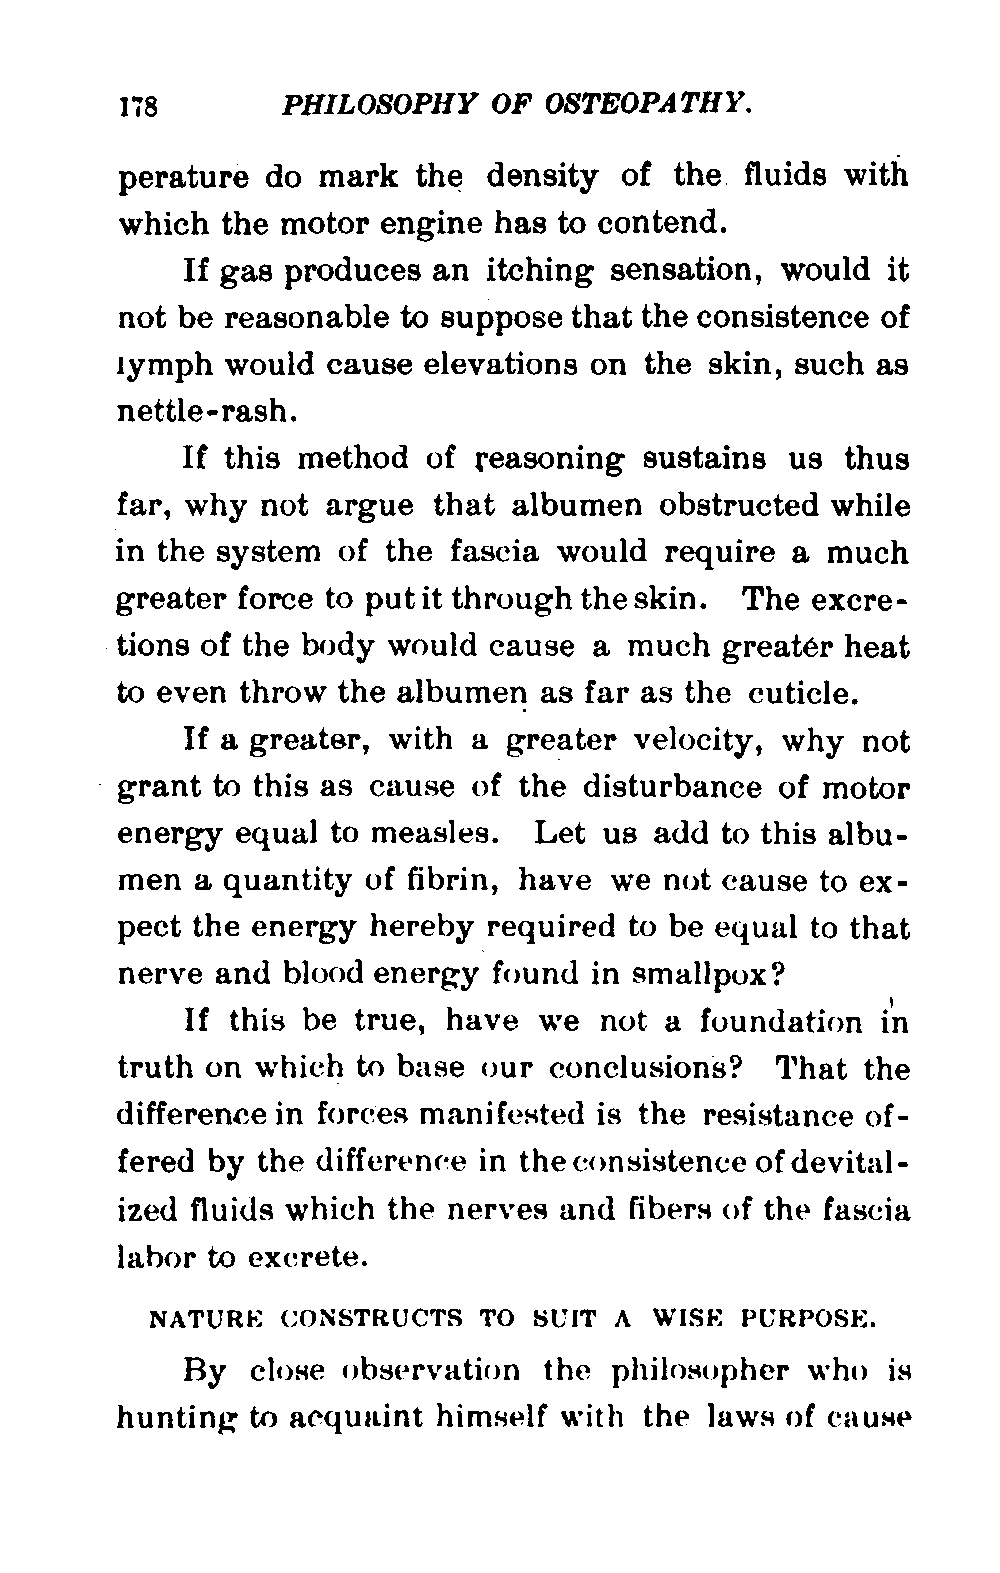 178 PHILOSOPHY OF OSTEOPATHY.
perature do mark the density of the fluids with
which the motor engine has to contend.
If gas produces an itching sensation, would it
not be reasonable to suppose that the consistence of
lymph would cause elevations on the skin, such as
nettle-rash.
If this method of reasoning sustains us thus
far, why not argue that albumen obstructed while
in the system of the fascia would require a much
greater force to put it through the skin. The excre-
tions of the body would cause a much greater heat
to even throw the albumen as far as the cuticle.
If a greater, with a greater velocity, why not
grant to this as cause of the disturbance of motor
energy equal to measles. Let us add to this albu-
men a quantity of fibrin, have we not cause to ex-
pect the energy hereby required to be equal to that
nerve and blood energy found in smallpox?
If this be true, have we not a foundation in
truth on which to base our conclusions? That the
difference in forces manifested is the resistance of-
fered by the difference in the consistence of devital-
ized fluids which the nerves and fibers of the fascia
labor to excrete.
NATURE CONSTRUCTS TO SUIT A WISE PURPOSE.
By close observation the philosopher who is
hunting to acquaint himself with the laws of cause